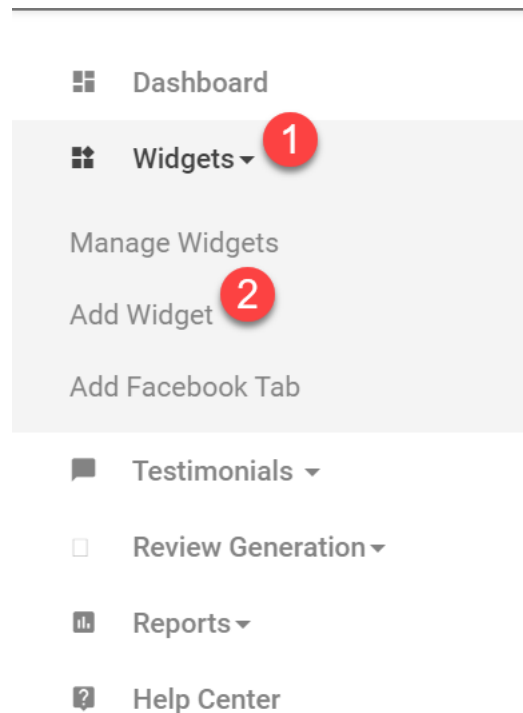 Dashboard
Widgets 1
Manage Widgets
Add Widget 2
Add Facebook Tab
Testimonials
Review Generation
Reports
Help Center